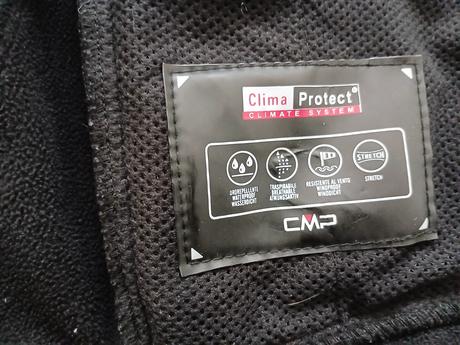 Clima Protect
CLIMATE SYSTEM
IDROREPELLENTE
WATERPROOF
WASSERDICHT
TRASPIRABILE
BREATHABLE
ATMUNGSAKTIV
RESISTENTE AL VENTO
WINDPROOF
WINDDICHT
STRETCH
STRETCH
CMP